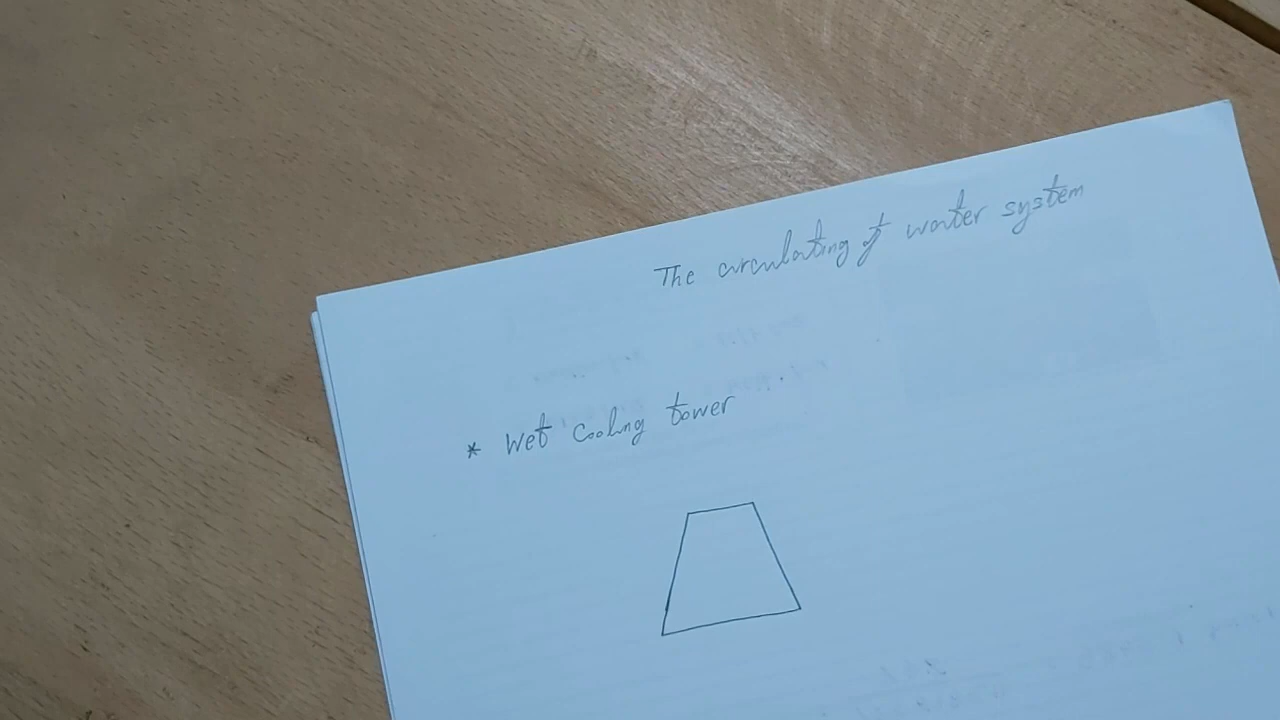 The circulating of water system
* Wet cooling tower